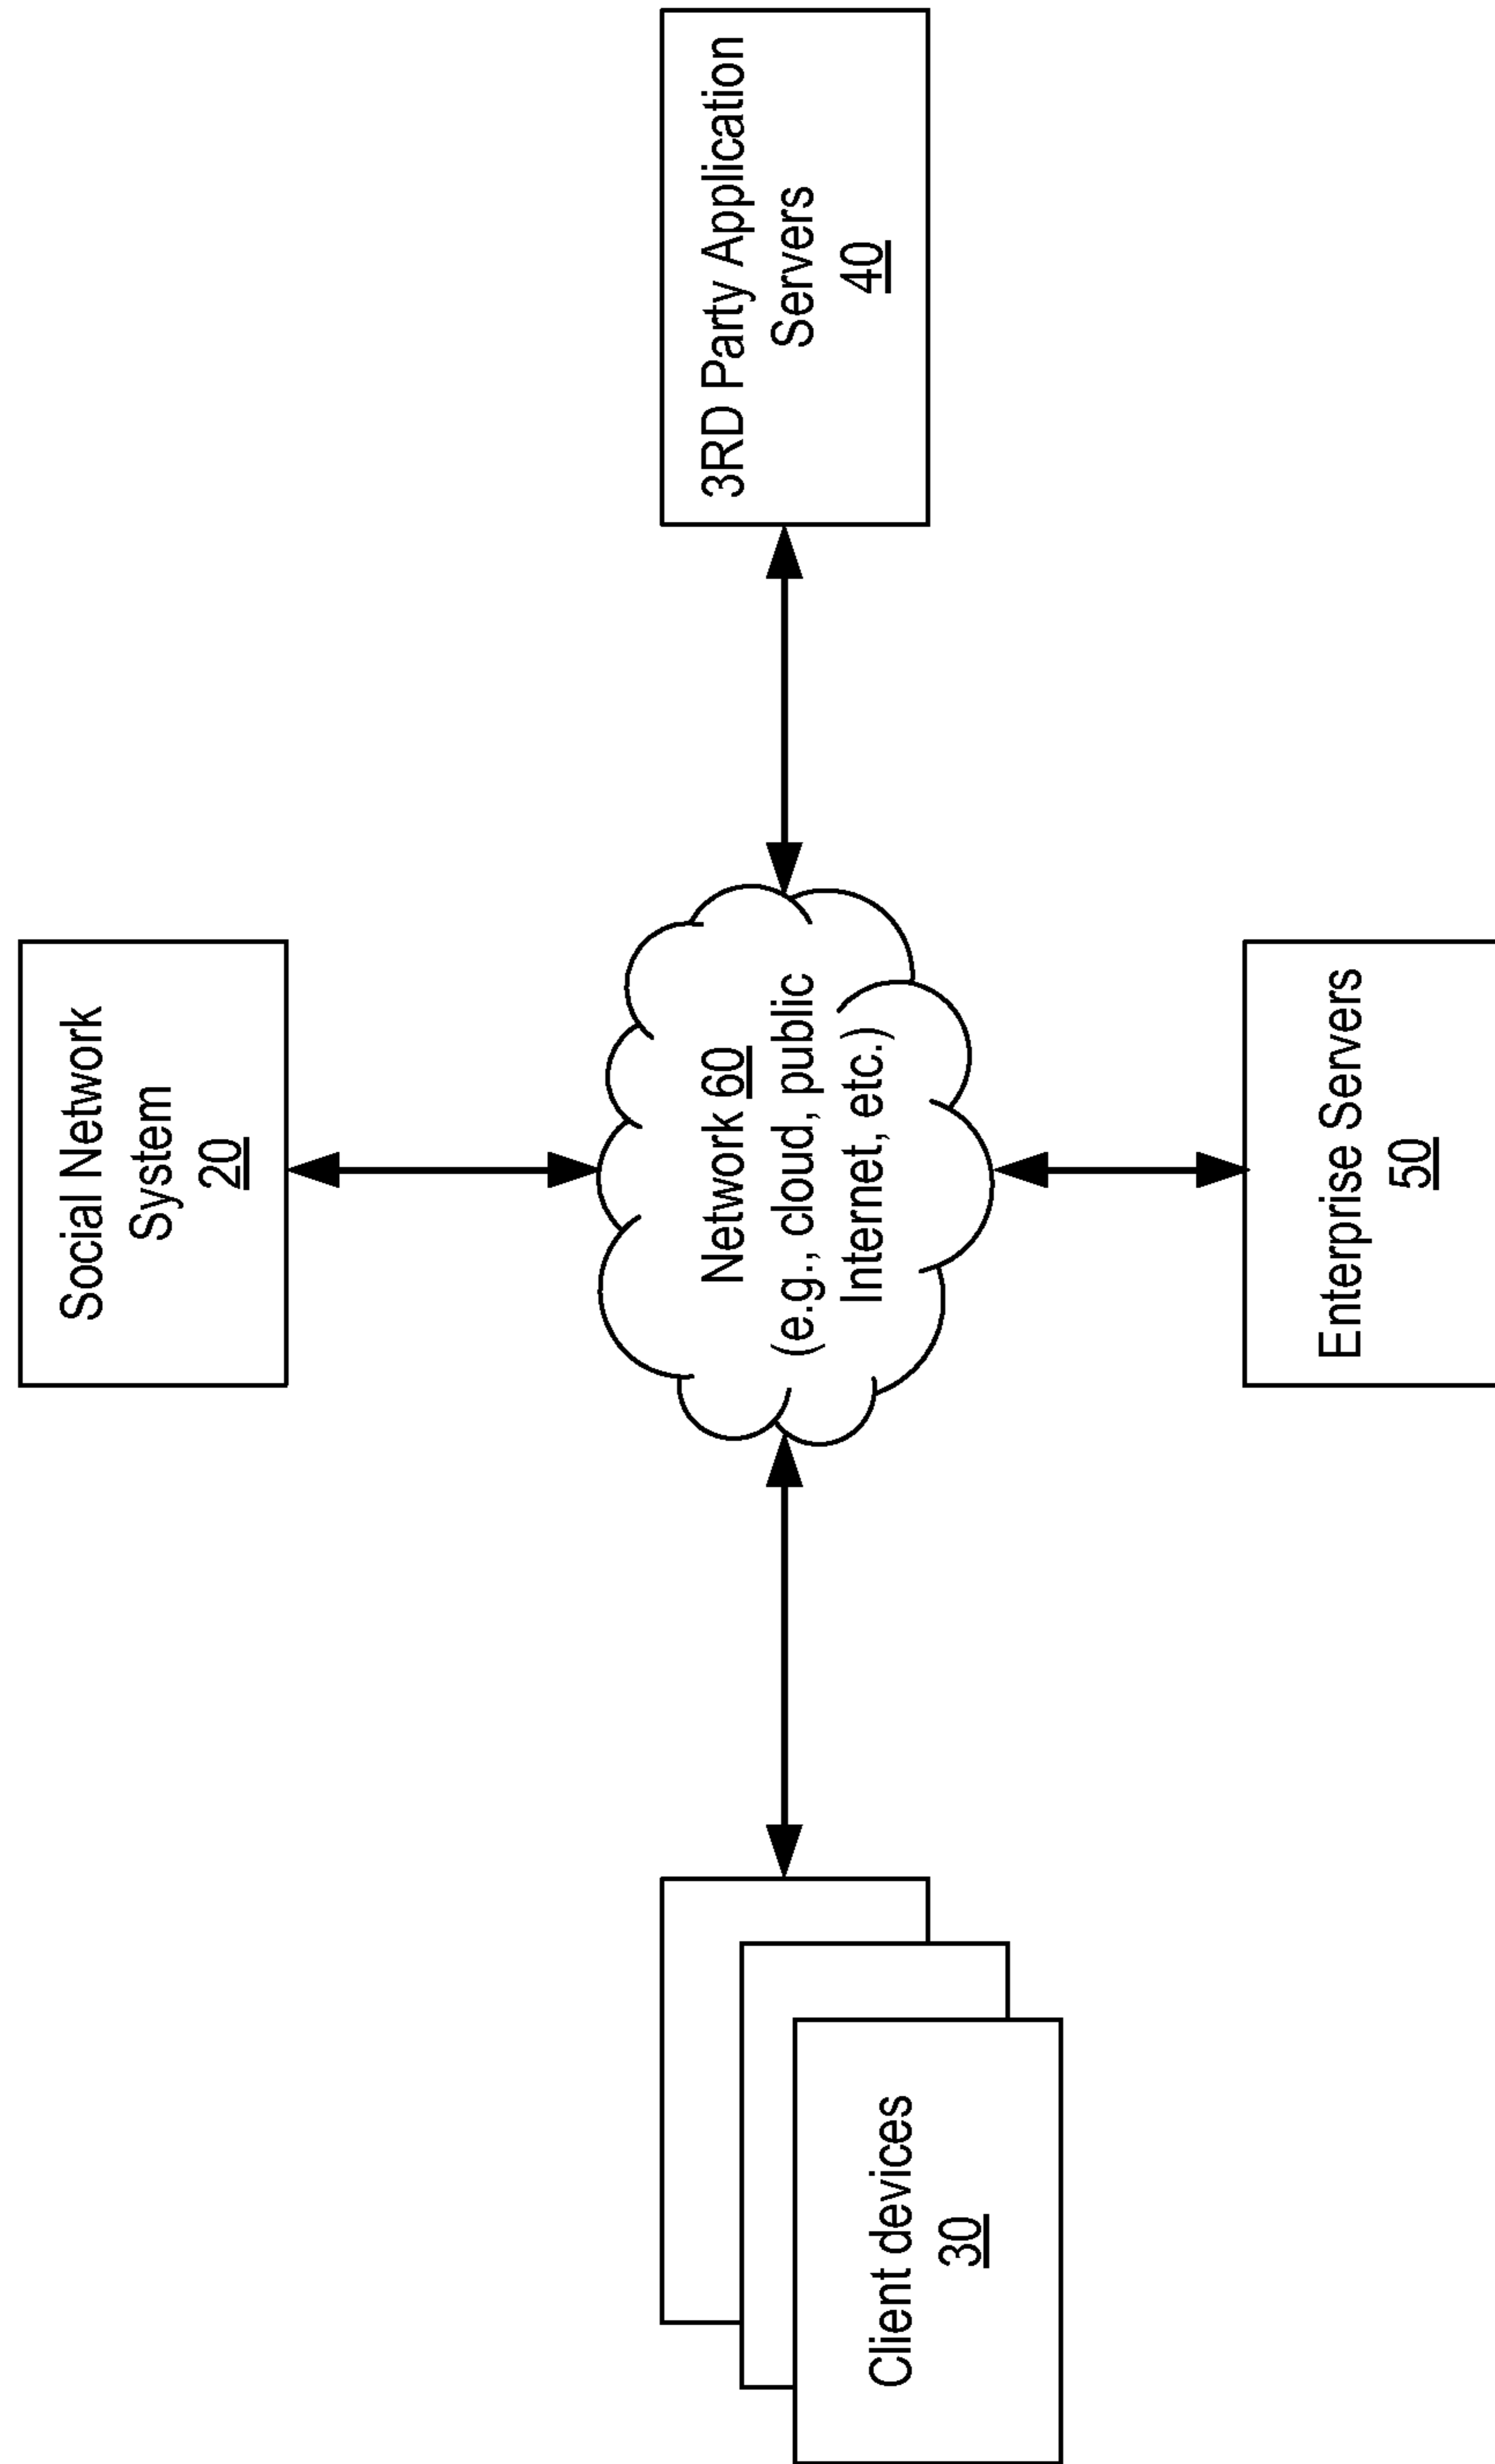 Social Network
System
20
Client devices
30
Network 60
(e.g., cloud, public
Internet, etc.)
3RD Party Application
Servers
40
Enterprise Servers
50